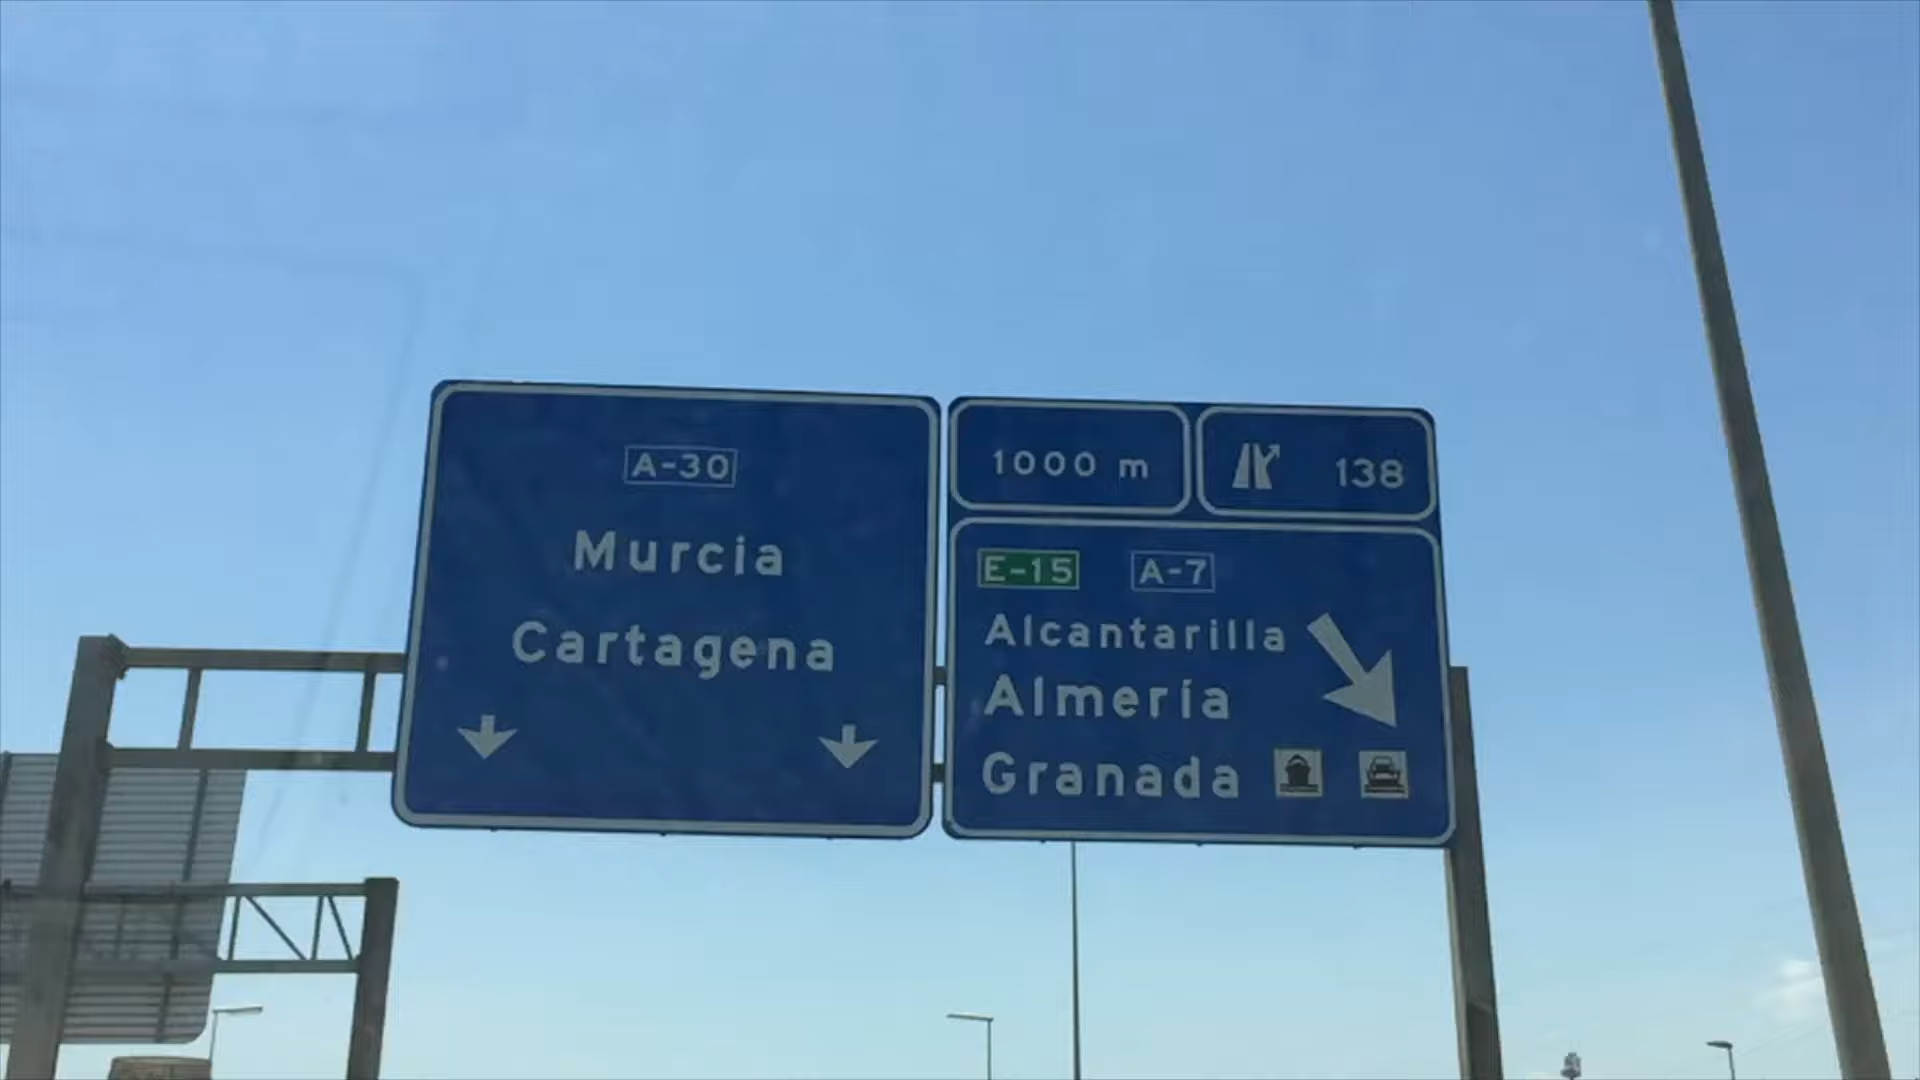 A-30
Murcia
Cartagena
1000 m
138
E-15 A-7
Alcantarilla
Almería
Granada